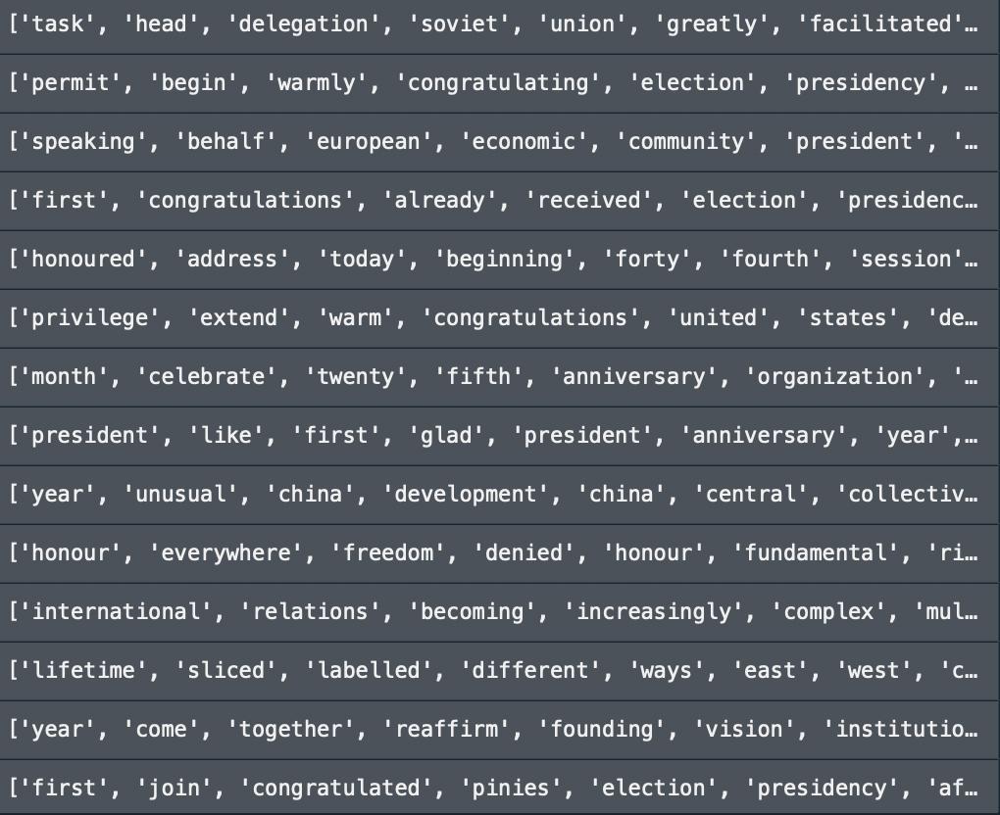 ['task', 'head', 'delegation', 'soviet', 'union', 'greatly', 'facilitated'…
['permit', 'begin', 'warmly', 'congratulating', 'election', 'presidency', …
['speaking', 'behalf', 'european', 'economic', 'community', 'president', '…
['first', 'congratulations', 'already', 'received', 'election', 'presidenc…
['honoured', 'address', 'today', 'beginning', 'forty', 'fourth', 'session'…
['privilege', 'extend', 'warm', 'congratulations', 'united', 'states', 'de…
['month', 'celebrate', 'twenty', 'fifth', 'anniversary', 'organization', '…
['president', 'like', 'first', 'glad', 'president', 'anniversary', 'year',…
['year', 'unusual', 'china', 'development', 'china', 'central', 'collectiv…
['honour', 'everywhere', 'freedom', 'denied', 'honour', 'fundamental', 'ri…
['international', 'relations', 'becoming', 'increasingly', 'complex', 'mul…
['lifetime', 'sliced', 'labelled', 'different', 'ways', 'east', 'west', 'c…
['year', 'come', 'together', 'reaffirm', 'founding', 'vision', 'institutio…
['first', 'join', 'congratulated', 'pinies', 'election', 'presidency', 'af…